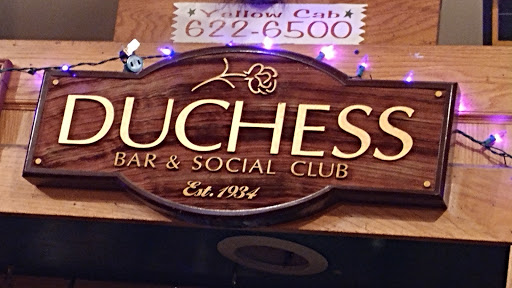 Yellow Cab
622-6500
DUCHESS
BAR & SOCIAL CLUB
Est. 1934